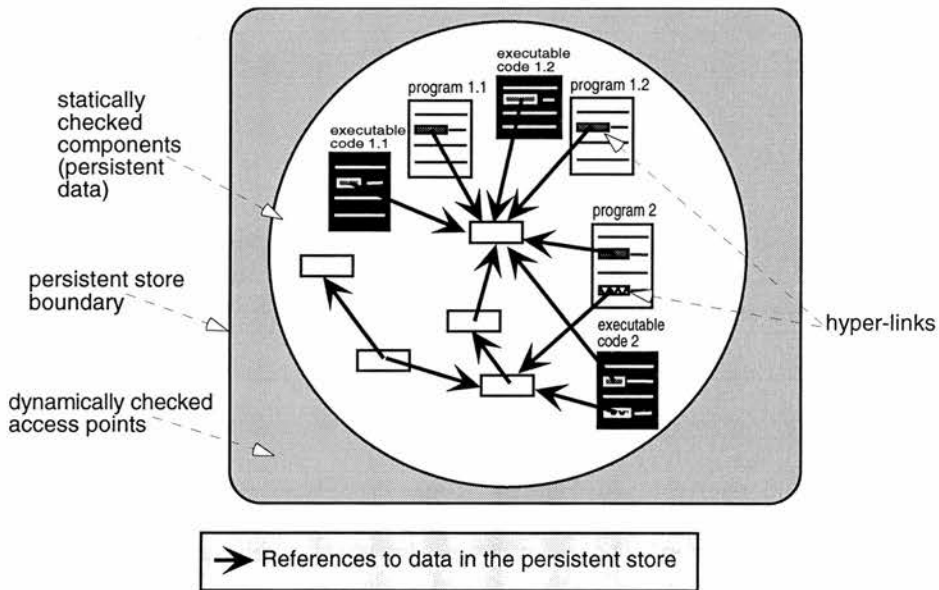 executable
code 1.2
program 1.1
program 1.2
statically
checked
components
(persistent
data)
executable
code 1.1
program 2
persistent store
boundary
hyper-links
executable
code 2
dynamically checked
access points
References to data in the persistent store